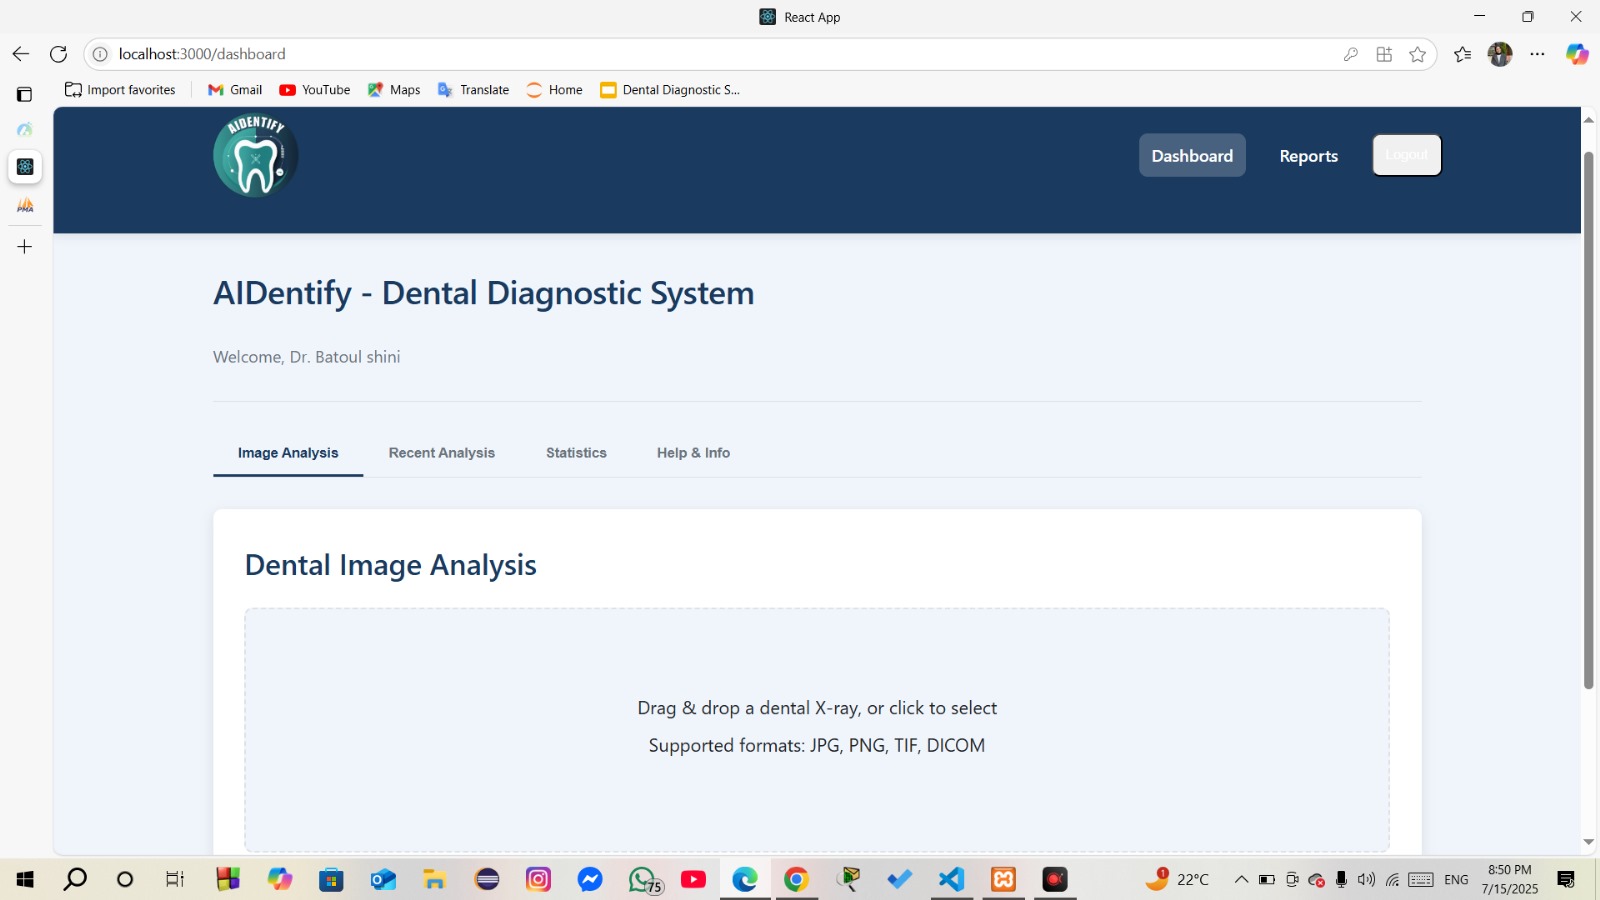 React App
localhost:3000/dashboard
Import favorites
Gmail
YouTube
Maps
Translate
Home
Dental Diagnostic S...
AIDENTIFY
Dashboard
Reports
Logout
PMA
AIDentify - Dental Diagnostic System
Welcome, Dr. Batoul shini
Image Analysis
Recent Analysis
Statistics
Help & Info
Dental Image Analysis
Drag & drop a dental X-ray, or click to select
Supported formats: JPG, PNG, TIF, DICOM
75
1
22°C
ENG
8:50 PM
7/15/2025